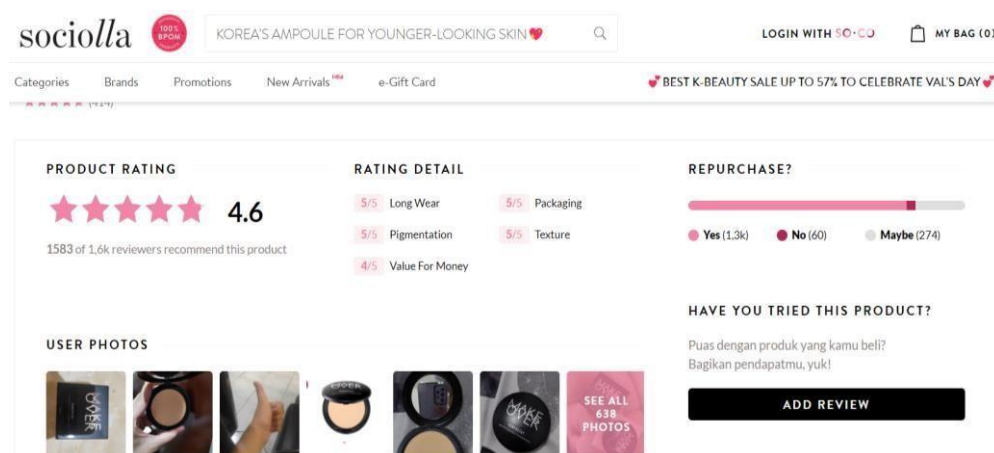 sociolla
100% BPOM
KOREA'S AMPOULE FOR YOUNGER-LOOKING SKIN💖
LOGIN WITH SO·CO
MY BAG (0)
Categories
Brands
Promotions
New Arrivals
e-Gift Card
💕BEST K-BEAUTY SALE UP TO 57% TO CELEBRATE VAL'S DAY💕
PRODUCT RATING
4.6
1583 of 1,6k reviewers recommend this product
RATING DETAIL
5/5 Long Wear
5/5 Packaging
5/5 Pigmentation
5/5 Texture
4/5 Value For Money
REPURCHASE?
Yes (1,3k)
No (60)
Maybe (274)
HAVE YOU TRIED THIS PRODUCT?
Puas dengan produk yang kamu beli?
Bagikan pendapatmu, yuk!
ADD REVIEW
USER PHOTOS
MAKE OVER
MAKE OVER
SEE ALL
638
PHOTOS